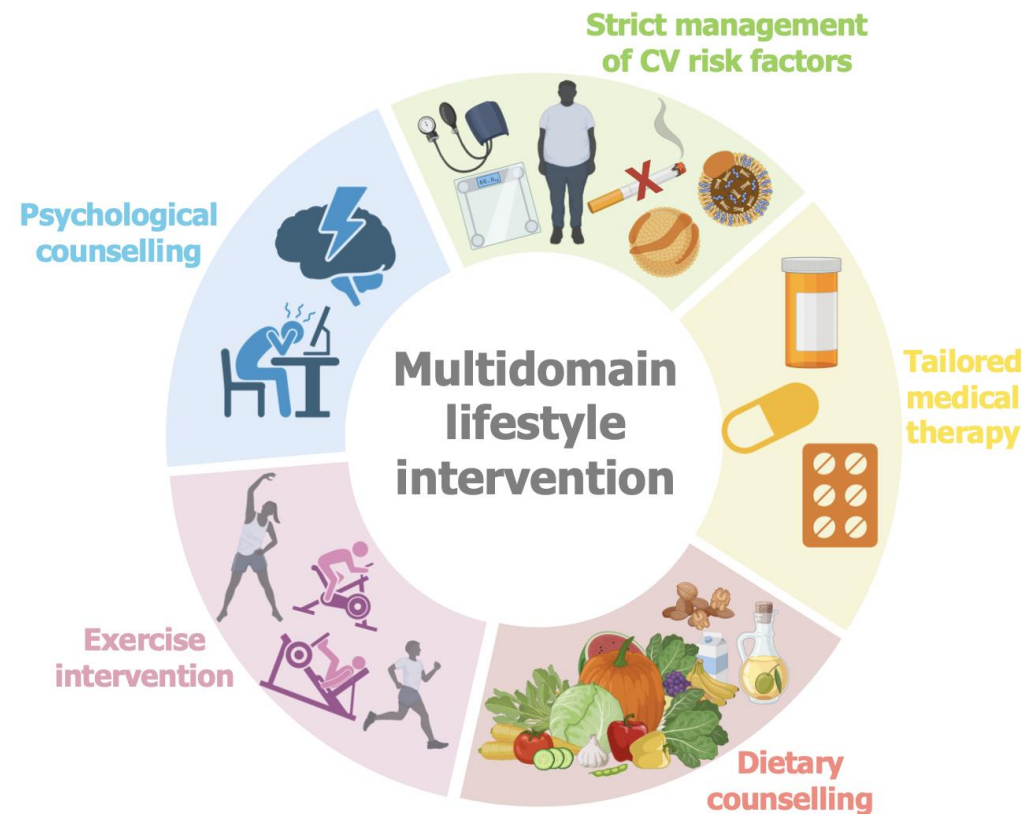 Strict management
of CV risk factors
Psychological
counselling
Multidomain
lifestyle
intervention
Tailored
medical
therapy
Exercise
intervention
Dietary
counselling